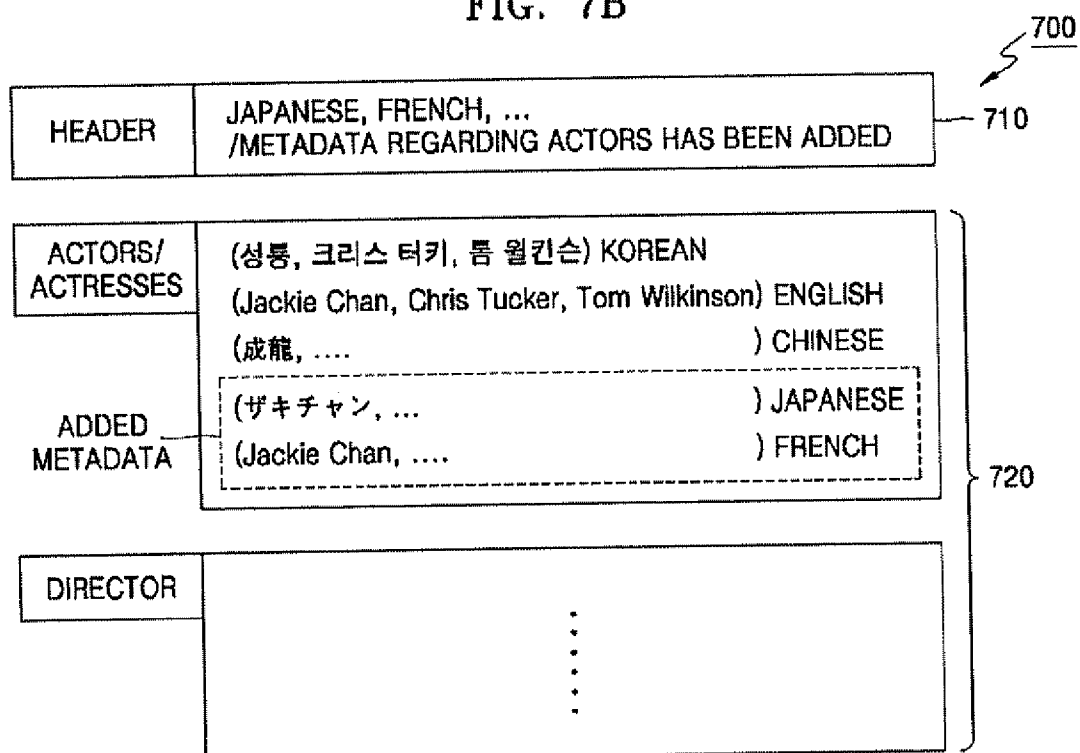 FIG. 7B
700
HEADER
JAPANESE, FRENCH, ...
/METADATA REGARDING ACTORS HAS BEEN ADDED
710
ACTORS/
ACTRESSES
(성룡, 크리스 터키, 톰 윌킨슨) KOREAN
(Jackie Chan, Chris Tucker, Tom Wilkinson) ENGLISH
(成龍, .... ) CHINESE
ADDED
METADATA
(ザキチャン, ... ) JAPANESE
(Jackie Chan, .... ) FRENCH
720
DIRECTOR